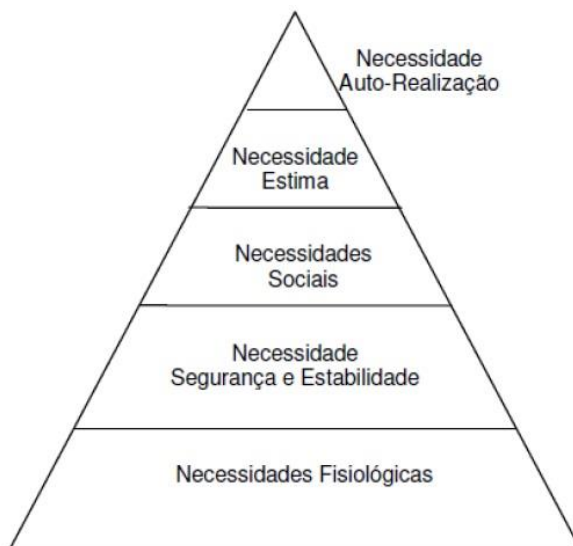 Necessidade
Auto-Realização
Necessidade
Estima
Necessidades
Sociais
Necessidade
Segurança e Estabilidade
Necessidades Fisiológicas